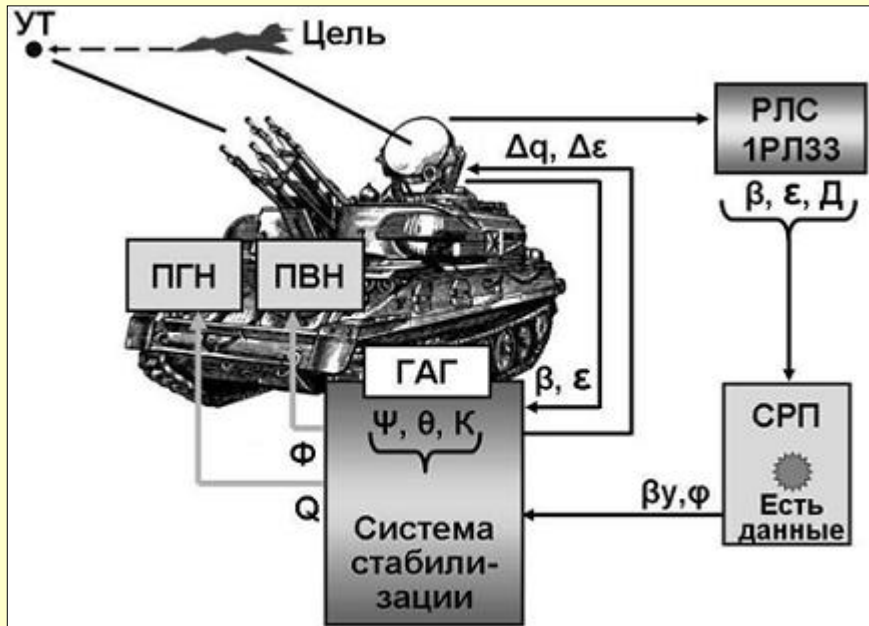 УТ
Цель
РЛС
1РЛ33
Δq, Δε
β, ε, Д
ПГН
ПВН
ГАГ
β, ε
Ψ, θ, К
СРП
Φ
βу,φ
Есть
данные
Q
Система
стабили-
зации